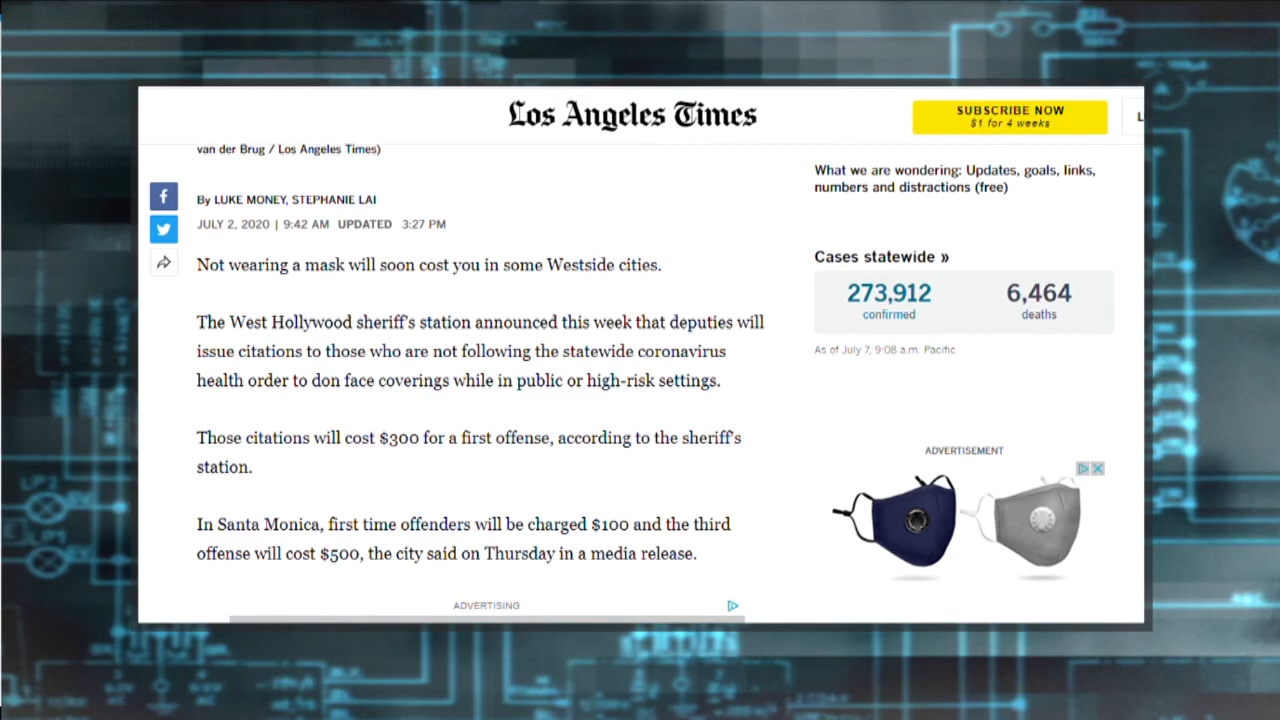 Los Angeles Times
SUBSCRIBE NOW
$1 for 4 weeks
L
van der Brug / Los Angeles Times)
By LUKE MONEY, STEPHANIE LAI
JULY 2, 2020 | 9:42 AM UPDATED 3:27 PM
Not wearing a mask will soon cost you in some Westside cities.
The West Hollywood sheriff's station announced this week that deputies will
issue citations to those who are not following the statewide coronavirus
health order to don face coverings while in public or high-risk settings.
Those citations will cost $300 for a first offense, according to the sheriff's
station.
In Santa Monica, first time offenders will be charged $100 and the third
offense will cost $500, the city said on Thursday in a media release.
ADVERTISING
What we are wondering: Updates, goals, links,
numbers and distractions (free)
Cases statewide »
273,912 6,464
confirmed deaths
As of July 7, 9:08 a.m. Pacific
ADVERTISEMENT